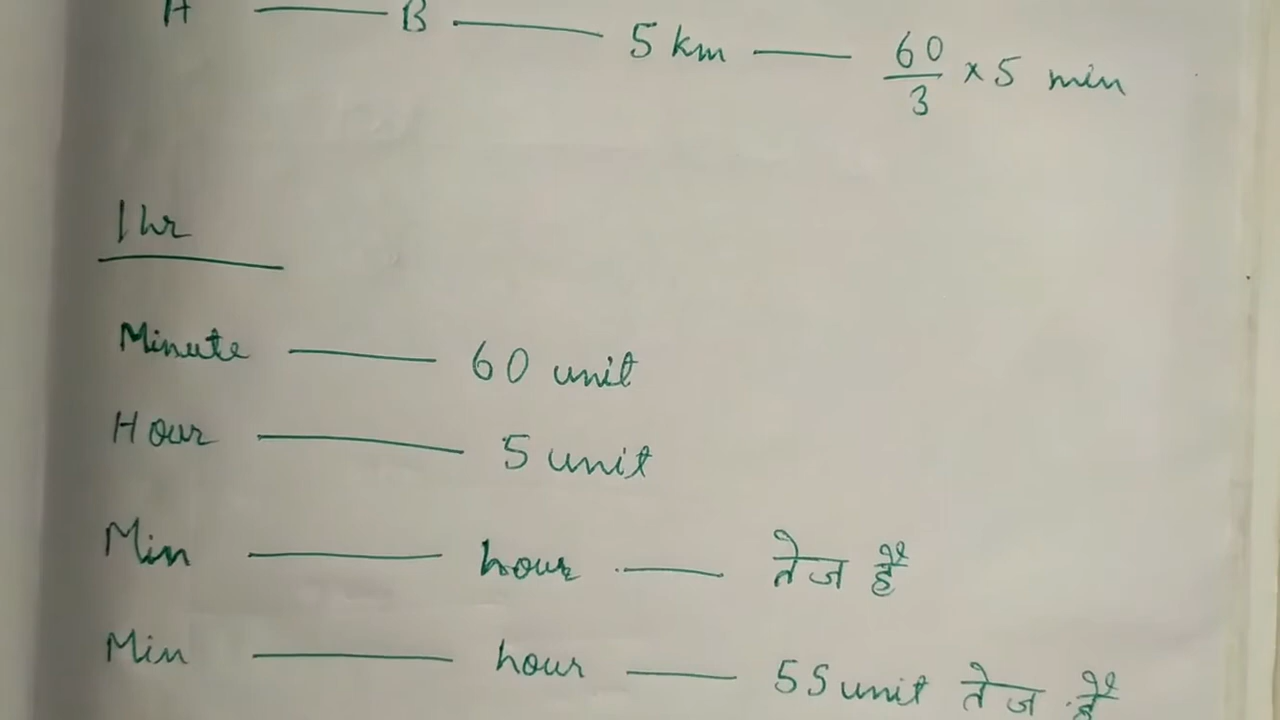 A —— B —— 5 km —— 60/3 × 5 min
1 hr
Minute —— 60 unit
Hour —— 5 unit
Min —— hour —— तेज है
Min —— hour —— 55 unit तेज है